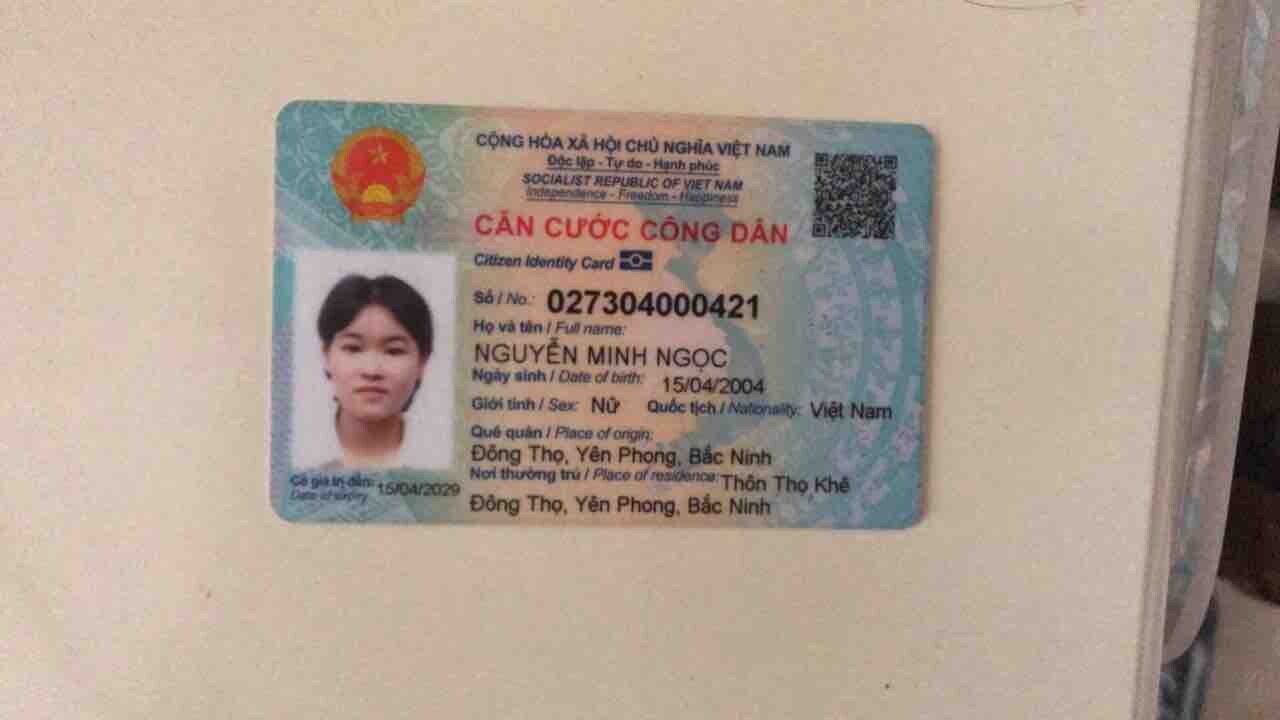 CỘNG HÒA XÃ HỘI CHỦ NGHĨA VIỆT NAM
Độc lập - Tự do - Hạnh phúc
SOCIALIST REPUBLIC OF VIET NAM
Independence - Freedom - Happiness
CĂN CƯỚC CÔNG DÂN
Citizen Identity Card
Số / No.: 027304000421
Họ và tên / Full name:
NGUYỄN MINH NGỌC
Ngày sinh / Date of birth: 15/04/2004
Giới tính / Sex: Nữ Quốc tịch / Nationality: Việt Nam
Quê quán / Place of origin:
Đông Thọ, Yên Phong, Bắc Ninh
Nơi thường trú / Place of residence: Thôn Thọ Khê
Đông Thọ, Yên Phong, Bắc Ninh
Có giá trị đến: 15/04/2029
Date of expiry